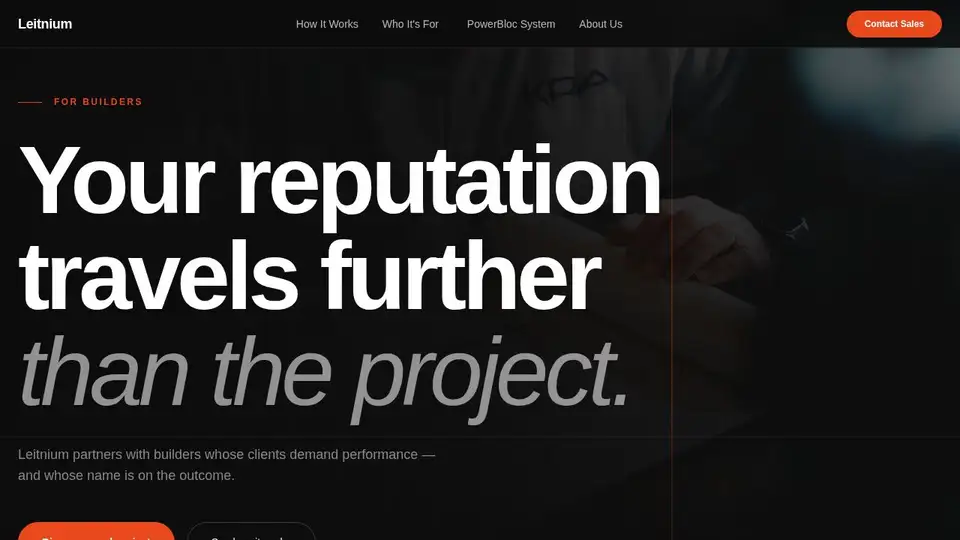 Leitnium
How It Works
Who It's For
PowerBloc System
About Us
Contact Sales
FOR BUILDERS
Your reputation
travels further
than the project.
Leitnium partners with builders whose clients demand performance —
and whose name is on the outcome.